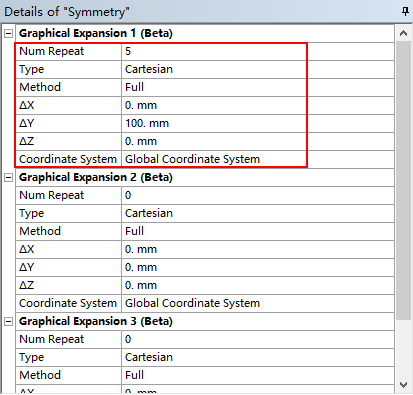 Details of "Symmetry"
Graphical Expansion 1 (Beta)
Num Repeat 5
Type Cartesian
Method Full
ΔX 0. mm
ΔY 100. mm
ΔZ 0. mm
Coordinate System Global Coordinate System
Graphical Expansion 2 (Beta)
Num Repeat 0
Type Cartesian
Method Full
ΔX 0. mm
ΔY 0. mm
ΔZ 0. mm
Coordinate System Global Coordinate System
Graphical Expansion 3 (Beta)
Num Repeat 0
Type Cartesian
Method Full
ΔX 0. mm